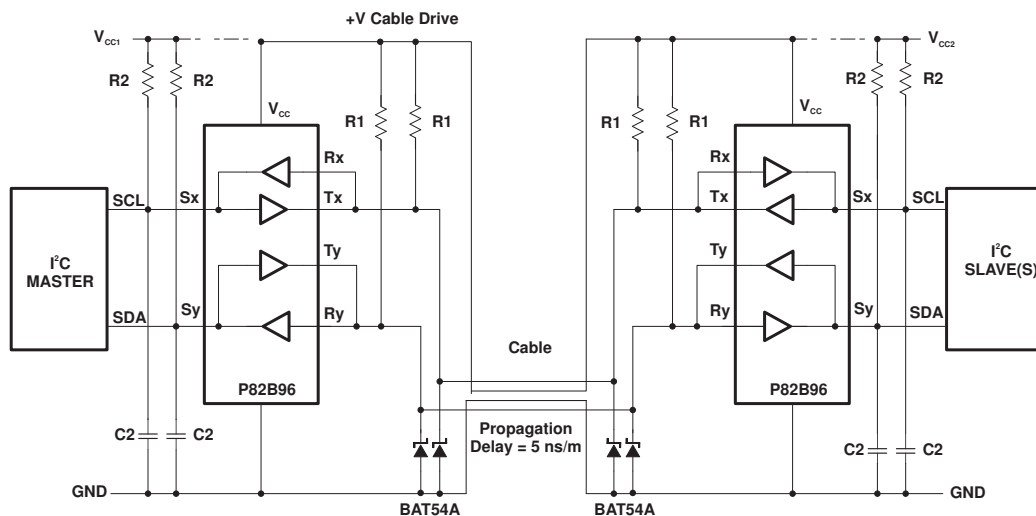 +V Cable Drive
VCC1
VCC2
R2
R2
R2
R2
VCC
R1
R1
R1
R1
VCC
Rx
Rx
SCL
Sx
Tx
Tx
Sx
SCL
I²C
MASTER
Ty
Ty
I²C
SLAVE(S)
SDA
Sy
Ry
Ry
Sy
SDA
Cable
P82B96
P82B96
C2
C2
Propagation
Delay = 5 ns/m
C2
C2
GND
GND
BAT54A
BAT54A